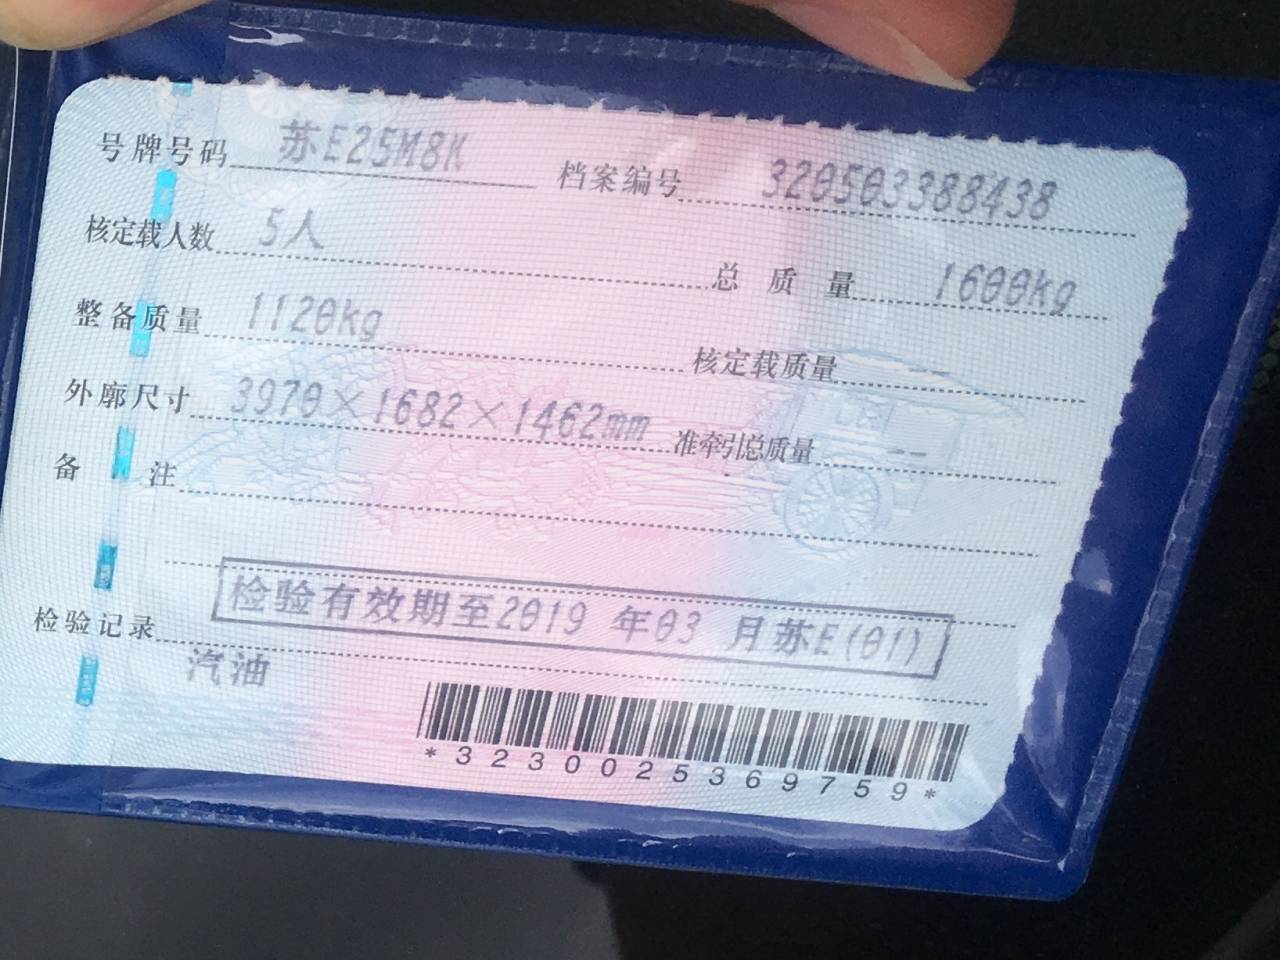 号牌号码 苏E25M8K 档案编号 320503388438
核定载人数 5人 总质量 1600kg
整备质量 1120kg 核定载质量 --
外廓尺寸 3970×1682×1462mm 准牵引总质量 --
备注
检验记录 检验有效期至2019 年03 月苏E(01)
汽油
*3230025369759*